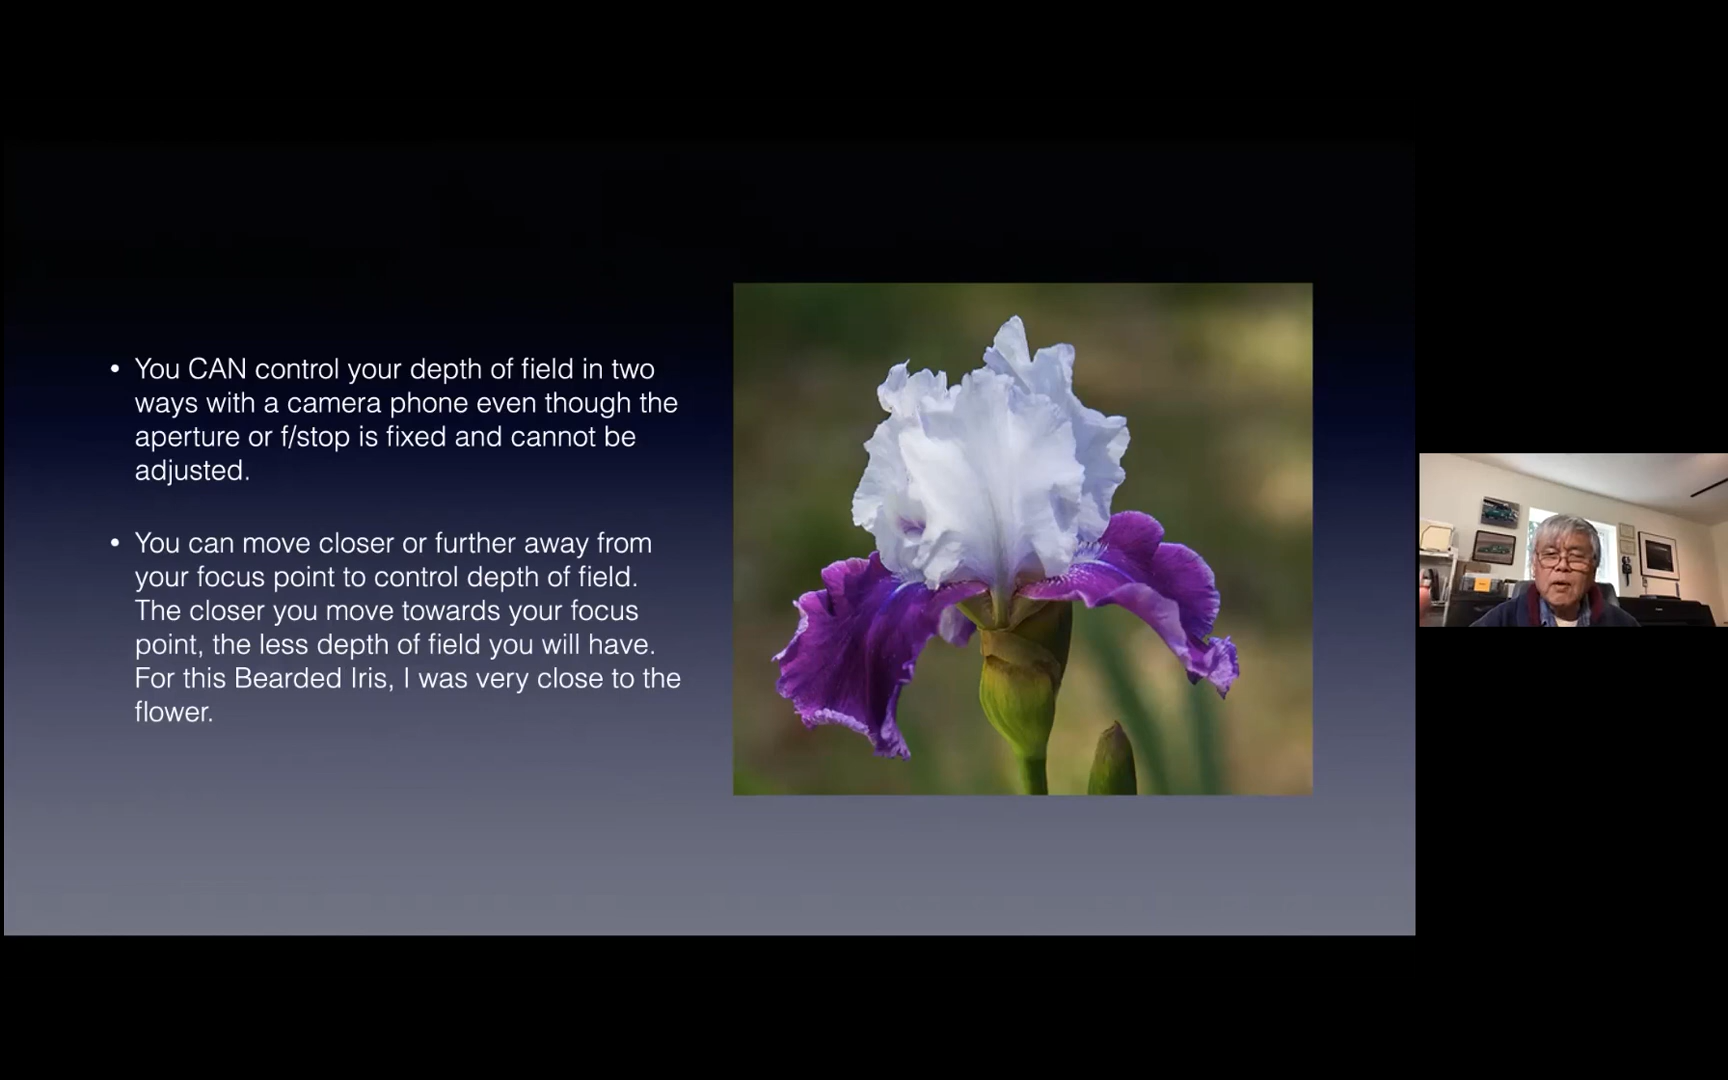 • You CAN control your depth of field in two
ways with a camera phone even though the
aperture or f/stop is fixed and cannot be
adjusted.
• You can move closer or further away from
your focus point to control depth of field.
The closer you move towards your focus
point, the less depth of field you will have.
For this Bearded Iris, I was very close to the
flower.